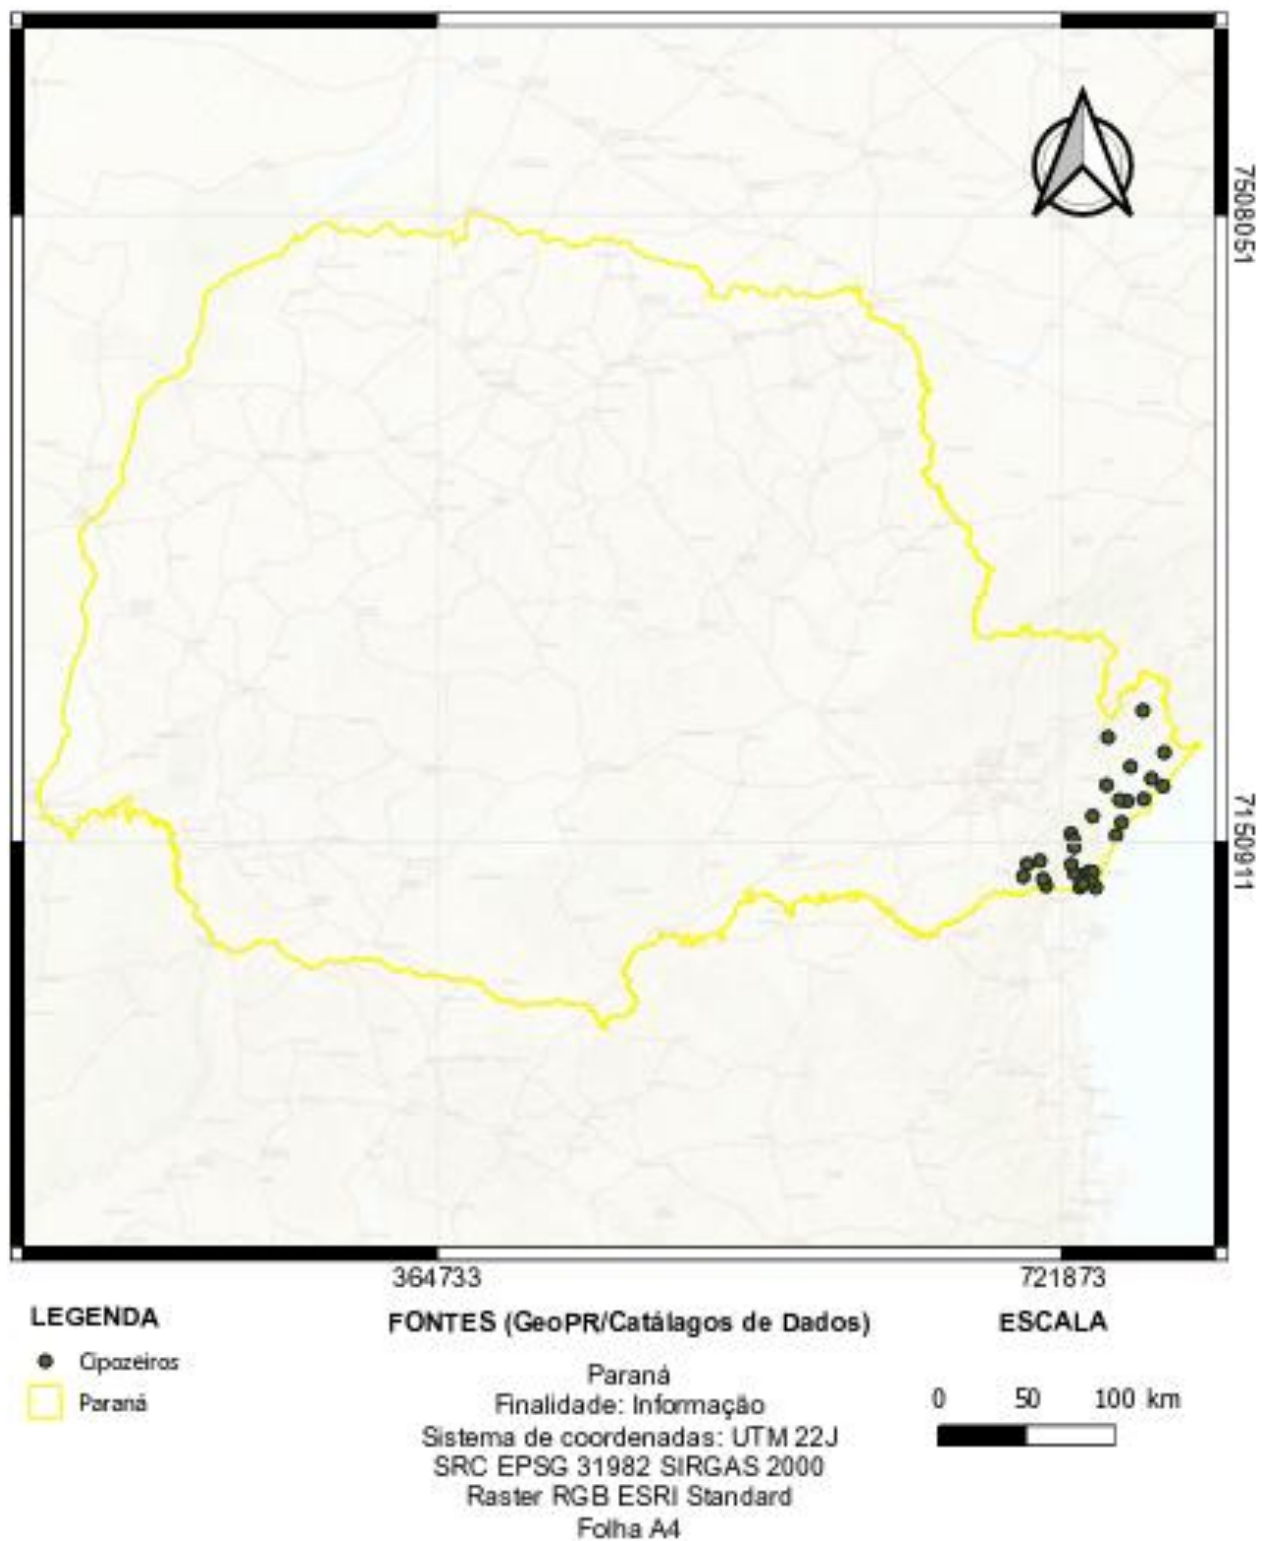 7508051
7150911
364733
721873
LEGENDA
Cipozeiros
Paraná
FONTES (GeoPR/Catálagos de Dados)
Paraná
Finalidade: Informação
Sistema de coordenadas: UTM 22J
SRC EPSG 31982 SIRGAS 2000
Raster RGB ESRI Standard
Folha A4
ESCALA
0 50 100 km